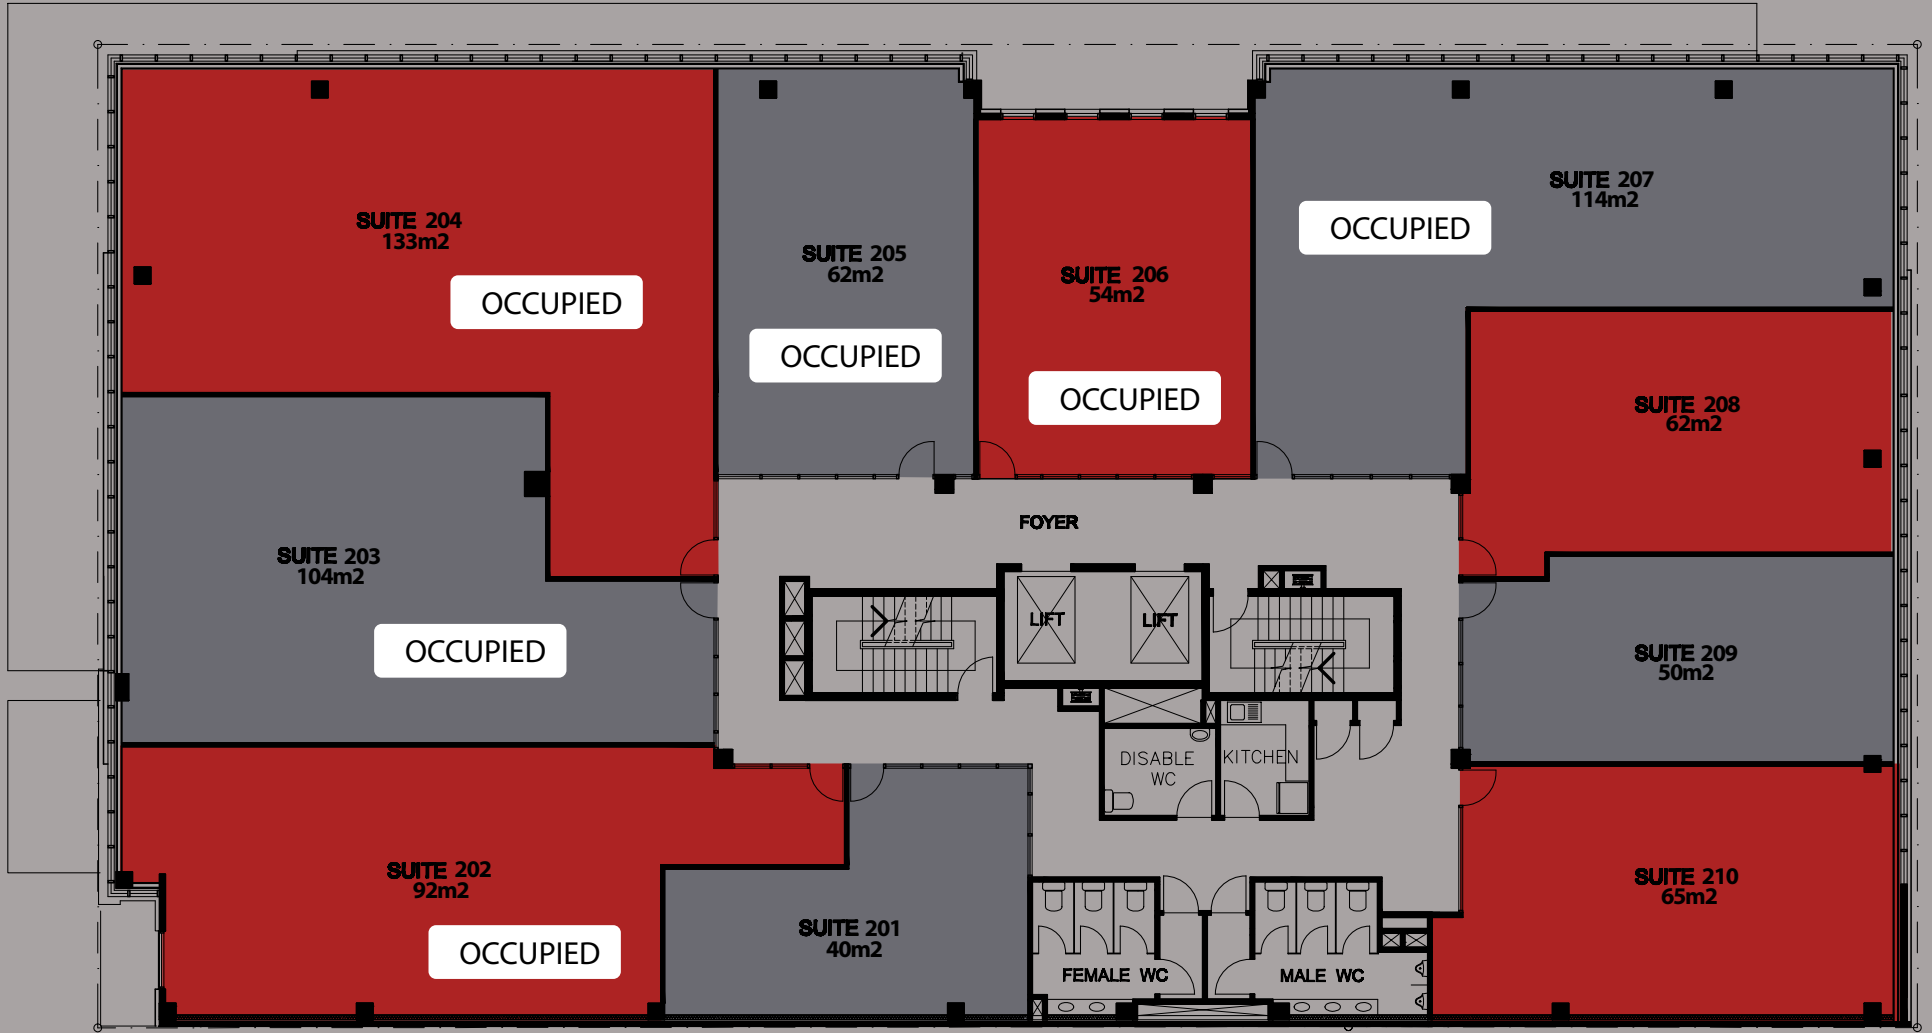 SUITE 204
133m2
OCCUPIED
SUITE 205
62m2
OCCUPIED
SUITE 206
54m2
OCCUPIED
SUITE 207
114m2
OCCUPIED
SUITE 208
62m2
SUITE 203
104m2
OCCUPIED
FOYER
LIFT
LIFT
SUITE 209
50m2
DISABLE
WC
KITCHEN
SUITE 202
92m2
OCCUPIED
SUITE 201
40m2
FEMALE WC
MALE WC
SUITE 210
65m2